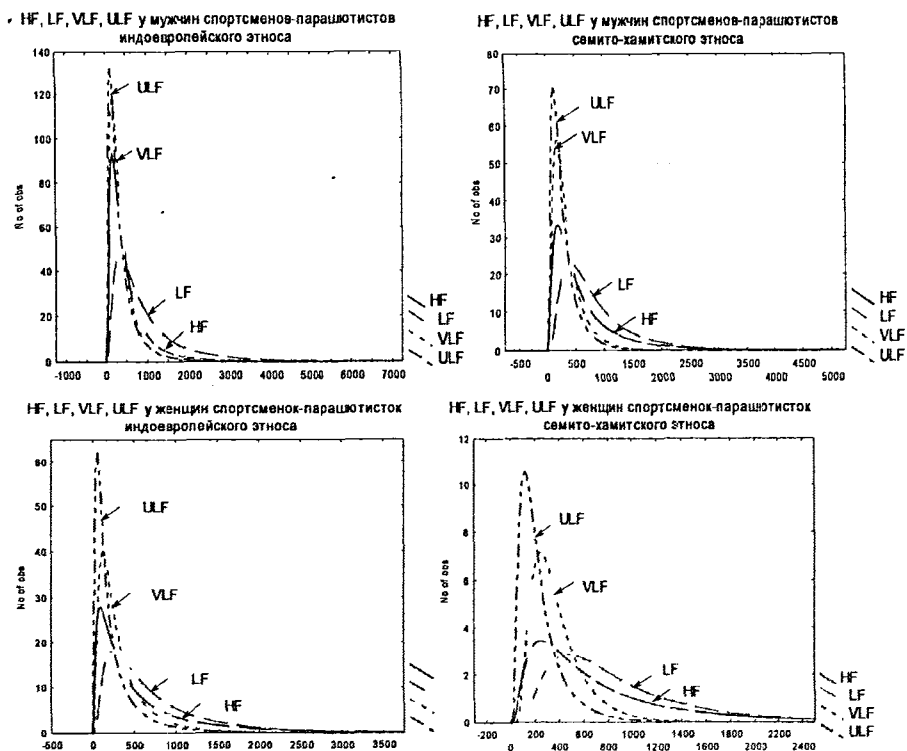 HF, LF, VLF, ULF у мужчин спортсменов-парашютистов
индоевропейского этноса
140
120
100
80
60
40
20
0
No of obs
ULF
VLF
LF
HF
-1000 0 1000 2000 3000 4000 5000 6000 7000
HF
LF
VLF
ULF
HF, LF, VLF, ULF у мужчин спортсменов-парашютистов
семито-хамитского этноса
80
70
60
50
40
30
20
10
0
No of obs
ULF
VLF
LF
HF
-500 0 500 1000 1500 2000 2500 3000 3500 4000 4500 5000
HF
LF
VLF
ULF
HF, LF, VLF, ULF у женщин спортсменок-парашютисток
индоевропейского этноса
60
50
40
30
20
10
0
No of obs
ULF
VLF
LF
HF
-500 0 500 1000 1500 2000 2500 3000 3500
HF, LF, VLF, ULF у женщин спортсменок-парашютисток
семито-хамитского этноса
12
10
8
6
4
2
0
No of obs
ULF
VLF
LF
HF
-200 200 600 1000 1400 1800 2200
0 400 800 1200 1600 2000 2400
HF
LF
VLF
ULF